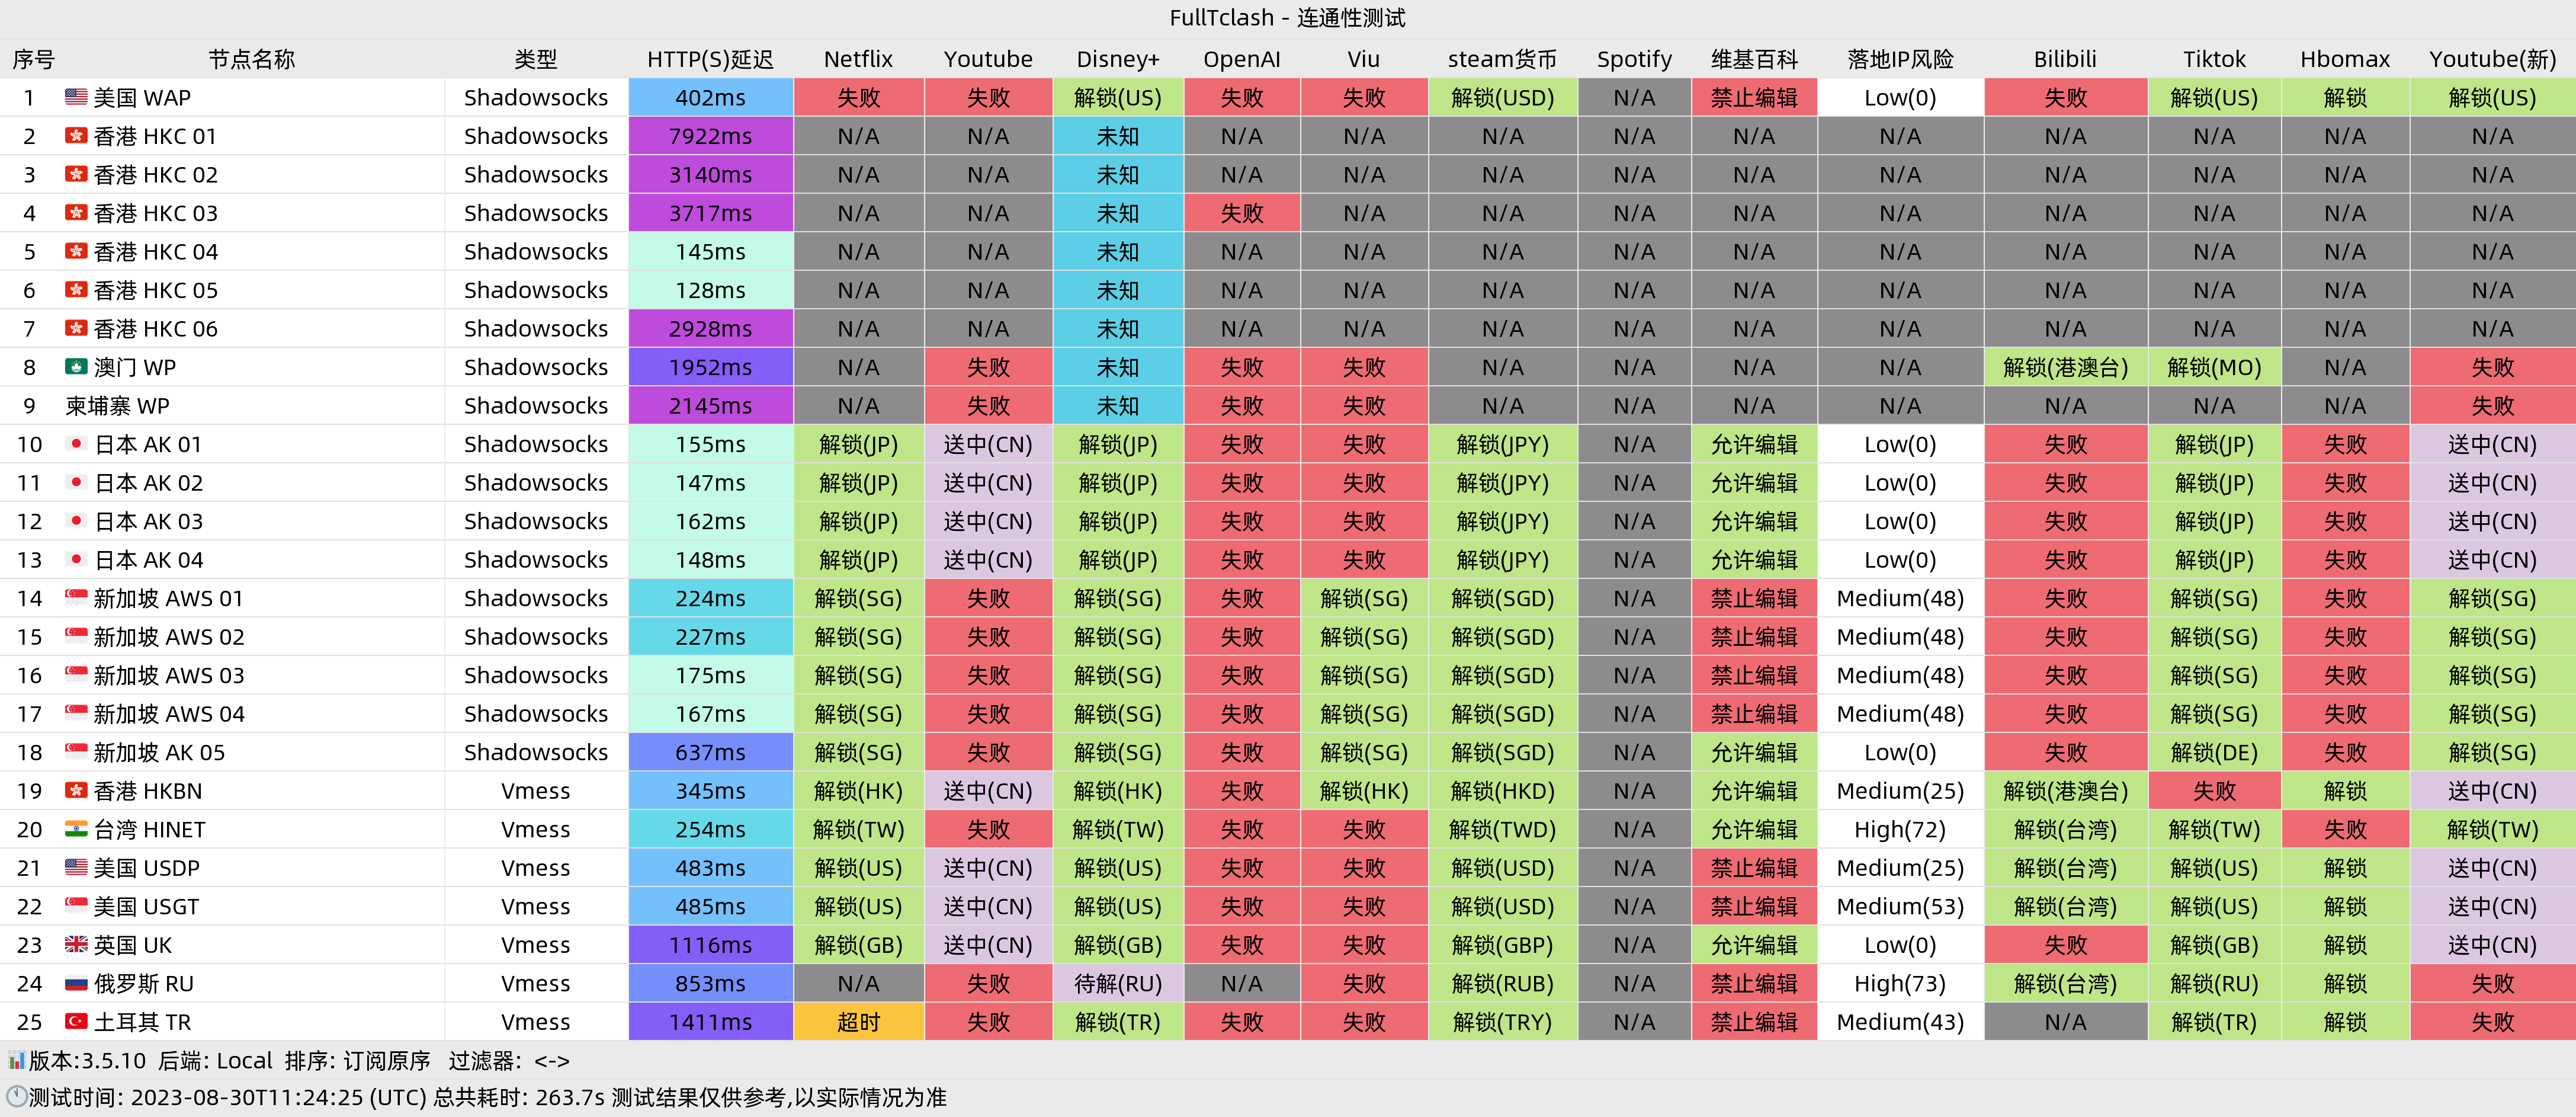 FullTclash - 连通性测试
序号 节点名称 类型 HTTP(S)延迟 Netflix Youtube Disney+ OpenAI Viu steam货币 Spotify 维基百科 落地IP风险 Bilibili Tiktok Hbomax Youtube(新)
1 美国 WAP Shadowsocks 402ms 失败 失败 解锁(US) 失败 失败 解锁(USD) N/A 禁止编辑 Low(0) 失败 解锁(US) 解锁 解锁(US)
2 香港 HKC 01 Shadowsocks 7922ms N/A N/A 未知 N/A N/A N/A N/A N/A N/A N/A N/A N/A N/A
3 香港 HKC 02 Shadowsocks 3140ms N/A N/A 未知 N/A N/A N/A N/A N/A N/A N/A N/A N/A N/A
4 香港 HKC 03 Shadowsocks 3717ms N/A N/A 未知 失败 N/A N/A N/A N/A N/A N/A N/A N/A N/A
5 香港 HKC 04 Shadowsocks 145ms N/A N/A 未知 N/A N/A N/A N/A N/A N/A N/A N/A N/A N/A
6 香港 HKC 05 Shadowsocks 128ms N/A N/A 未知 N/A N/A N/A N/A N/A N/A N/A N/A N/A N/A
7 香港 HKC 06 Shadowsocks 2928ms N/A N/A 未知 N/A N/A N/A N/A N/A N/A N/A N/A N/A N/A
8 澳门 WP Shadowsocks 1952ms N/A 失败 未知 失败 失败 N/A N/A N/A N/A 解锁(港澳台) 解锁(MO) N/A 失败
9 柬埔寨 WP Shadowsocks 2145ms N/A 失败 未知 失败 失败 N/A N/A N/A N/A N/A N/A N/A 失败
10 日本 AK 01 Shadowsocks 155ms 解锁(JP) 送中(CN) 解锁(JP) 失败 失败 解锁(JPY) N/A 允许编辑 Low(0) 失败 解锁(JP) 失败 送中(CN)
11 日本 AK 02 Shadowsocks 147ms 解锁(JP) 送中(CN) 解锁(JP) 失败 失败 解锁(JPY) N/A 允许编辑 Low(0) 失败 解锁(JP) 失败 送中(CN)
12 日本 AK 03 Shadowsocks 162ms 解锁(JP) 送中(CN) 解锁(JP) 失败 失败 解锁(JPY) N/A 允许编辑 Low(0) 失败 解锁(JP) 失败 送中(CN)
13 日本 AK 04 Shadowsocks 148ms 解锁(JP) 送中(CN) 解锁(JP) 失败 失败 解锁(JPY) N/A 允许编辑 Low(0) 失败 解锁(JP) 失败 送中(CN)
14 新加坡 AWS 01 Shadowsocks 224ms 解锁(SG) 失败 解锁(SG) 失败 解锁(SG) 解锁(SGD) N/A 禁止编辑 Medium(48) 失败 解锁(SG) 失败 解锁(SG)
15 新加坡 AWS 02 Shadowsocks 227ms 解锁(SG) 失败 解锁(SG) 失败 解锁(SG) 解锁(SGD) N/A 禁止编辑 Medium(48) 失败 解锁(SG) 失败 解锁(SG)
16 新加坡 AWS 03 Shadowsocks 175ms 解锁(SG) 失败 解锁(SG) 失败 解锁(SG) 解锁(SGD) N/A 禁止编辑 Medium(48) 失败 解锁(SG) 失败 解锁(SG)
17 新加坡 AWS 04 Shadowsocks 167ms 解锁(SG) 失败 解锁(SG) 失败 解锁(SG) 解锁(SGD) N/A 禁止编辑 Medium(48) 失败 解锁(SG) 失败 解锁(SG)
18 新加坡 AK 05 Shadowsocks 637ms 解锁(SG) 失败 解锁(SG) 失败 解锁(SG) 解锁(SGD) N/A 允许编辑 Low(0) 失败 解锁(DE) 失败 解锁(SG)
19 香港 HKBN Vmess 345ms 解锁(HK) 送中(CN) 解锁(HK) 失败 解锁(HK) 解锁(HKD) N/A 允许编辑 Medium(25) 解锁(港澳台) 失败 解锁 送中(CN)
20 台湾 HINET Vmess 254ms 解锁(TW) 失败 解锁(TW) 失败 失败 解锁(TWD) N/A 允许编辑 High(72) 解锁(台湾) 解锁(TW) 失败 解锁(TW)
21 美国 USDP Vmess 483ms 解锁(US) 送中(CN) 解锁(US) 失败 失败 解锁(USD) N/A 禁止编辑 Medium(25) 解锁(台湾) 解锁(US) 解锁 送中(CN)
22 美国 USGT Vmess 485ms 解锁(US) 送中(CN) 解锁(US) 失败 失败 解锁(USD) N/A 禁止编辑 Medium(53) 解锁(台湾) 解锁(US) 解锁 送中(CN)
23 英国 UK Vmess 1116ms 解锁(GB) 送中(CN) 解锁(GB) 失败 失败 解锁(GBP) N/A 允许编辑 Low(0) 失败 解锁(GB) 解锁 送中(CN)
24 俄罗斯 RU Vmess 853ms N/A 失败 待解(RU) N/A 失败 解锁(RUB) N/A 禁止编辑 High(73) 解锁(台湾) 解锁(RU) 解锁 失败
25 土耳其 TR Vmess 1411ms 超时 失败 解锁(TR) 失败 失败 解锁(TRY) N/A 禁止编辑 Medium(43) N/A 解锁(TR) 解锁 失败
版本:3.5.10 后端: Local 排序: 订阅原序 过滤器: <->
测试时间: 2023-08-30T11:24:25 (UTC) 总共耗时: 263.7s 测试结果仅供参考,以实际情况为准